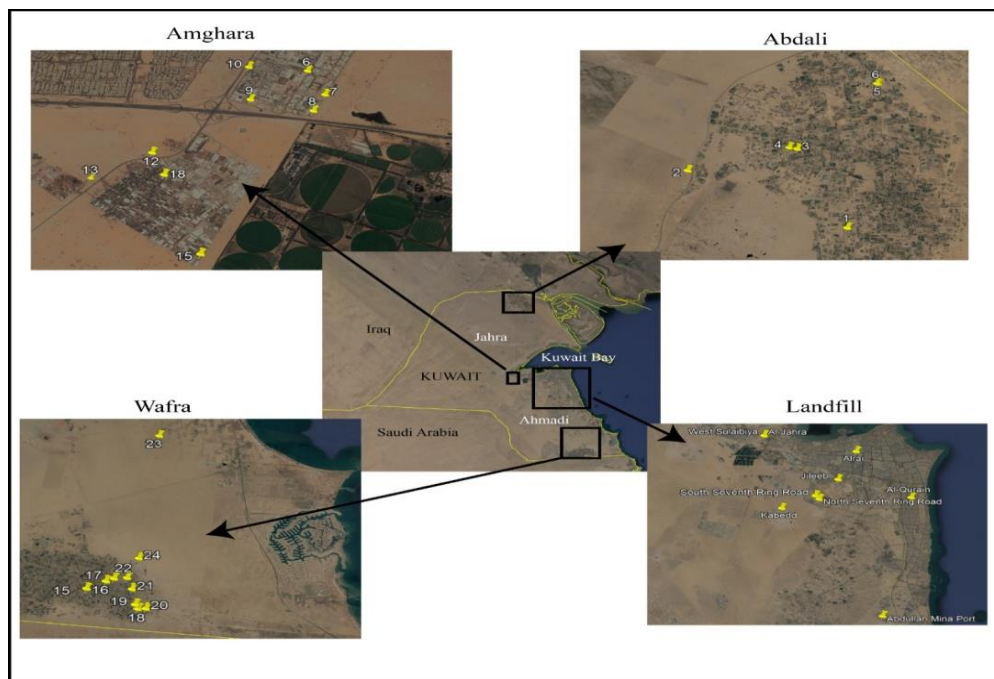 Amghara
10
6
7
9
8
12
13
18
15
Abdali
6
5
4 3
2
1
Iraq
Jahra
Kuwait Bay
KUWAIT
Ahmadi
Saudi Arabia
Wafra
23
24
17 22
15 16 21
19 20
18
Landfill
West Sulaibiya Al-Jahra
Alrai
Jileeb
Al-Qurain
South Seventh Ring Road
North Seventh Ring Road
Kabedd
Abdullah Mina Port